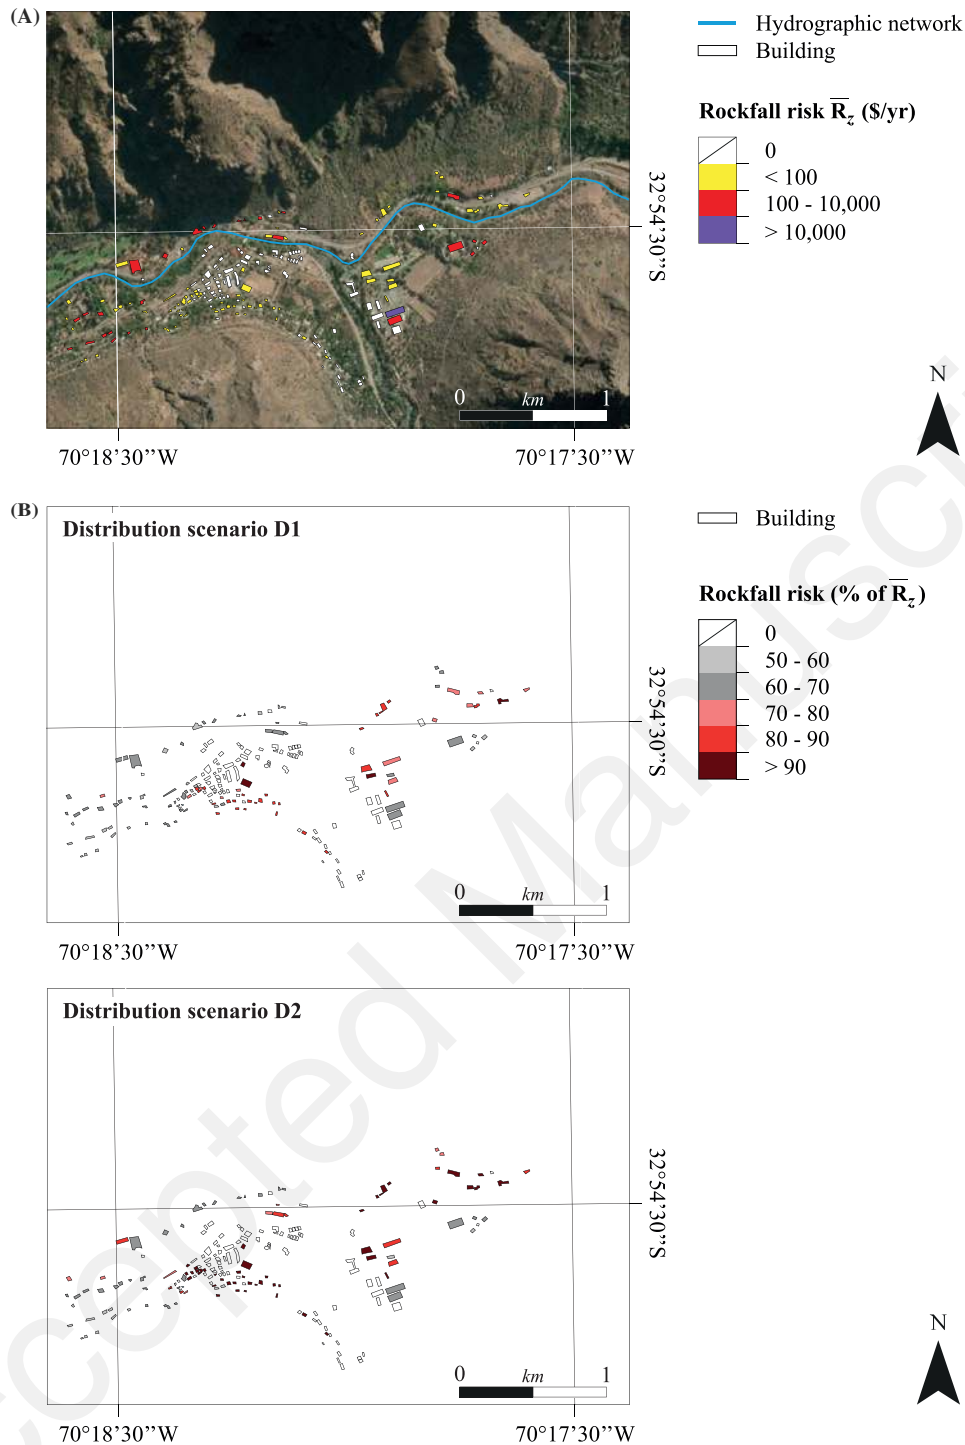 (A)
Hydrographic network
Building
Rockfall risk R̅z ($/yr)
0
< 100
100 - 10,000
> 10,000
32°54'30''S
0 km 1
N
70°18'30''W
70°17'30''W
(B)
Distribution scenario D1
Building
Rockfall risk (% of R̅z)
0
50 - 60
60 - 70
70 - 80
80 - 90
> 90
32°54'30''S
0 km 1
70°18'30''W
70°17'30''W
Distribution scenario D2
32°54'30''S
0 km 1
N
70°18'30''W
70°17'30''W
Accepted Manuscri